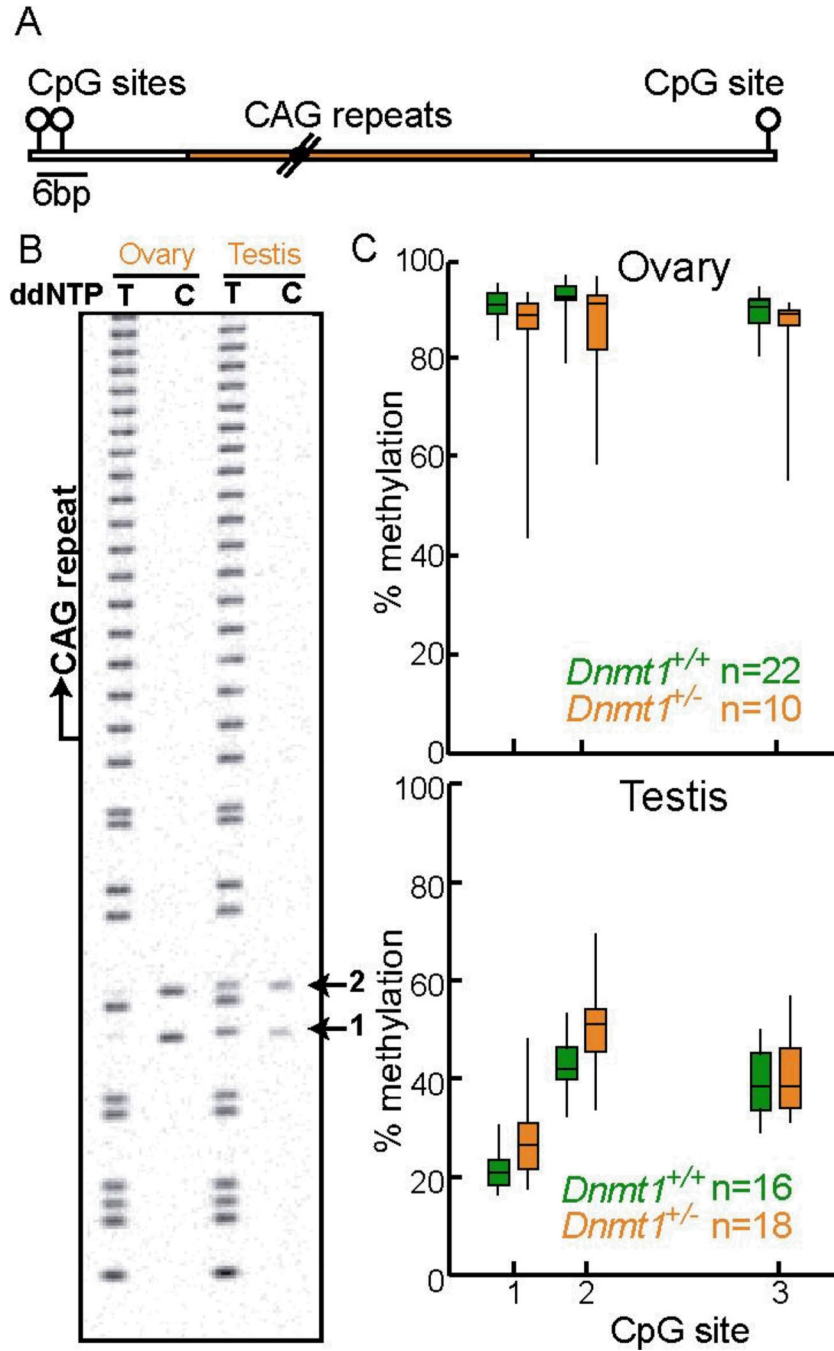 A
CpG sites
CpG site
CAG repeats
6bp
B
Ovary Testis
ddNTP T C T C
CAG repeat
2
1
C
Ovary
% methylation
100
80
60
40
20
0
Dnmt1+/+ n=22
Dnmt1+/- n=10
Testis
% methylation
100
80
60
40
20
0
Dnmt1+/+ n=16
Dnmt1+/- n=18
1 2 3
CpG site